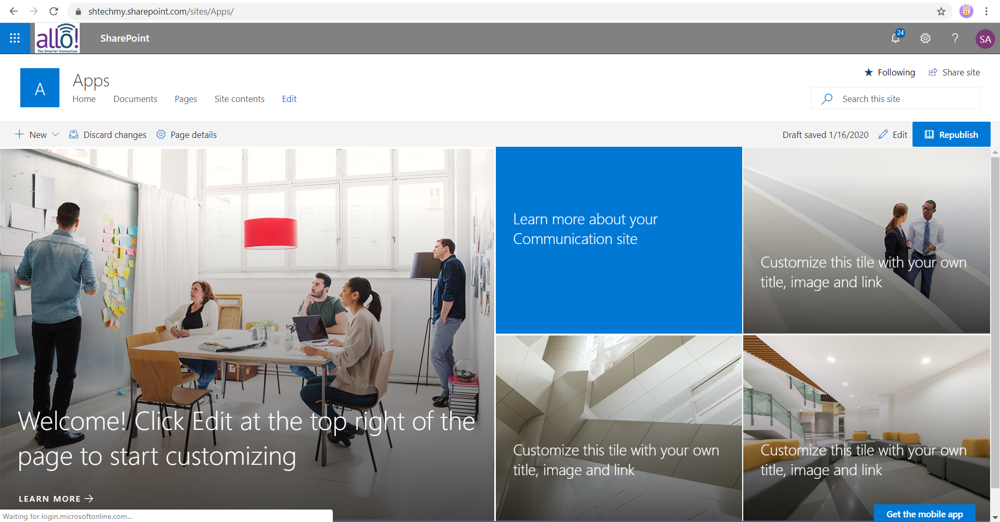 shtechmy.sharepoint.com/sites/Apps/
allo!
The Smarter Connection
SharePoint
24
SA
A
Apps
Following
Share site
Home Documents Pages Site contents Edit
Search this site
New Discard changes Page details
Draft saved 1/16/2020 Edit Republish
Learn more about your
Communication site
Customize this tile with your own
title, image and link
Welcome! Click Edit at the top right of the
page to start customizing
LEARN MORE
Customize this tile with your own
title, image and link
Customize this tile with your own
title, image and link
Get the mobile app
Waiting for login.microsoftonline.com...